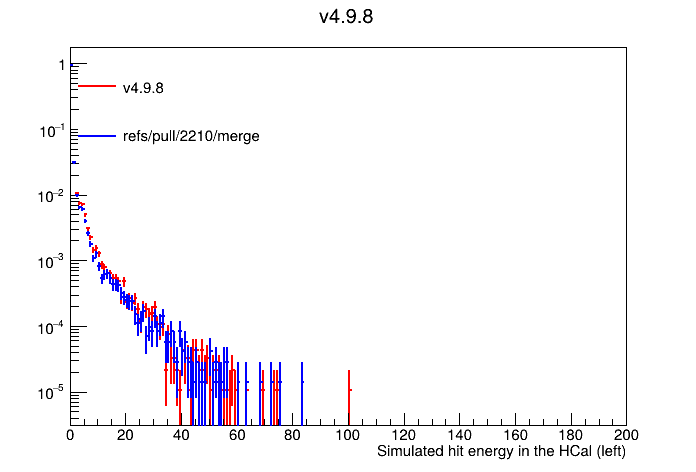 v4.9.8
1
v4.9.8
10⁻¹
refs/pull/2210/merge
10⁻²
10⁻³
10⁻⁴
10⁻⁵
0 20 40 60 80 100 120 140 160 180 200
Simulated hit energy in the HCal (left)